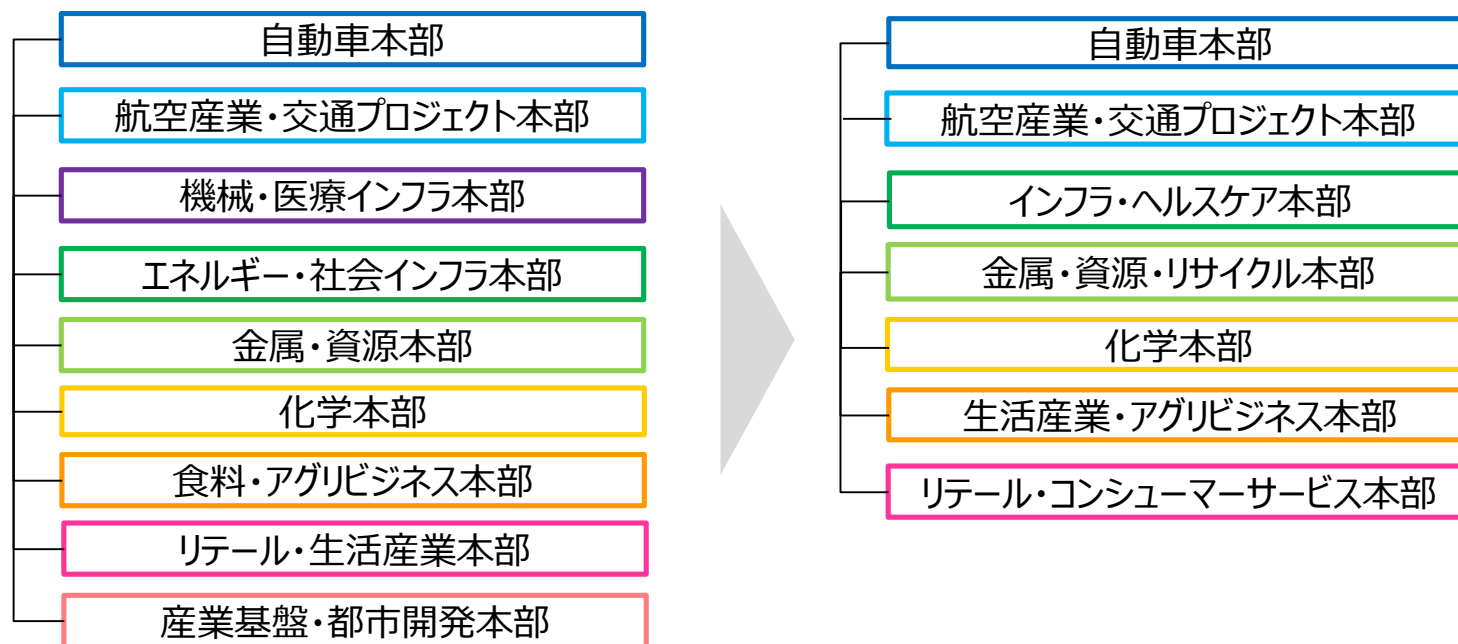 自動車本部
航空産業・交通プロジェクト本部
機械・医療インフラ本部
エネルギー・社会インフラ本部
金属・資源本部
化学本部
食料・アグリビジネス本部
リテール・生活産業本部
産業基盤・都市開発本部
自動車本部
航空産業・交通プロジェクト本部
インフラ・ヘルスケア本部
金属・資源・リサイクル本部
化学本部
生活産業・アグリビジネス本部
リテール・コンシューマーサービス本部